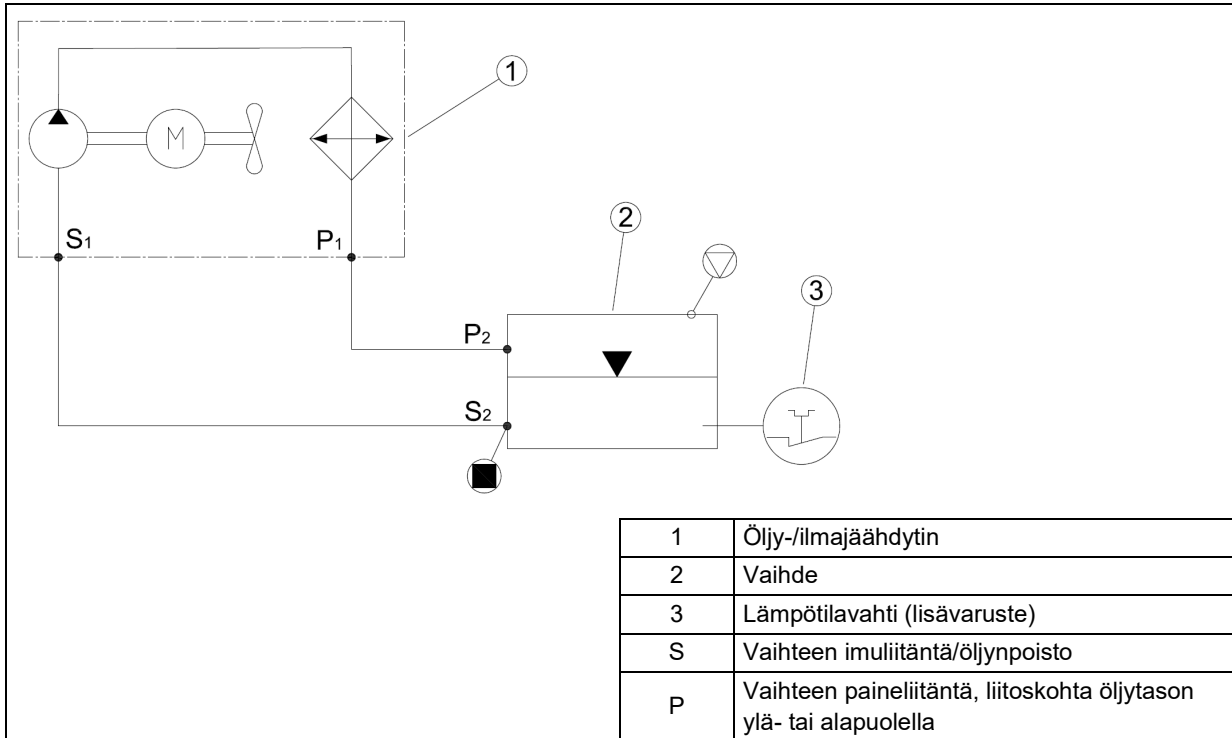 1
M
S1
P1
2
3
P2
S2
1 Öljy-/ilmajäähdytin
2 Vaihde
3 Lämpötilavahti (lisävaruste)
S Vaihteen imuliitäntä/öljynpoisto
P Vaihteen paineliitäntä, liitoskohta öljytason
ylä- tai alapuolella